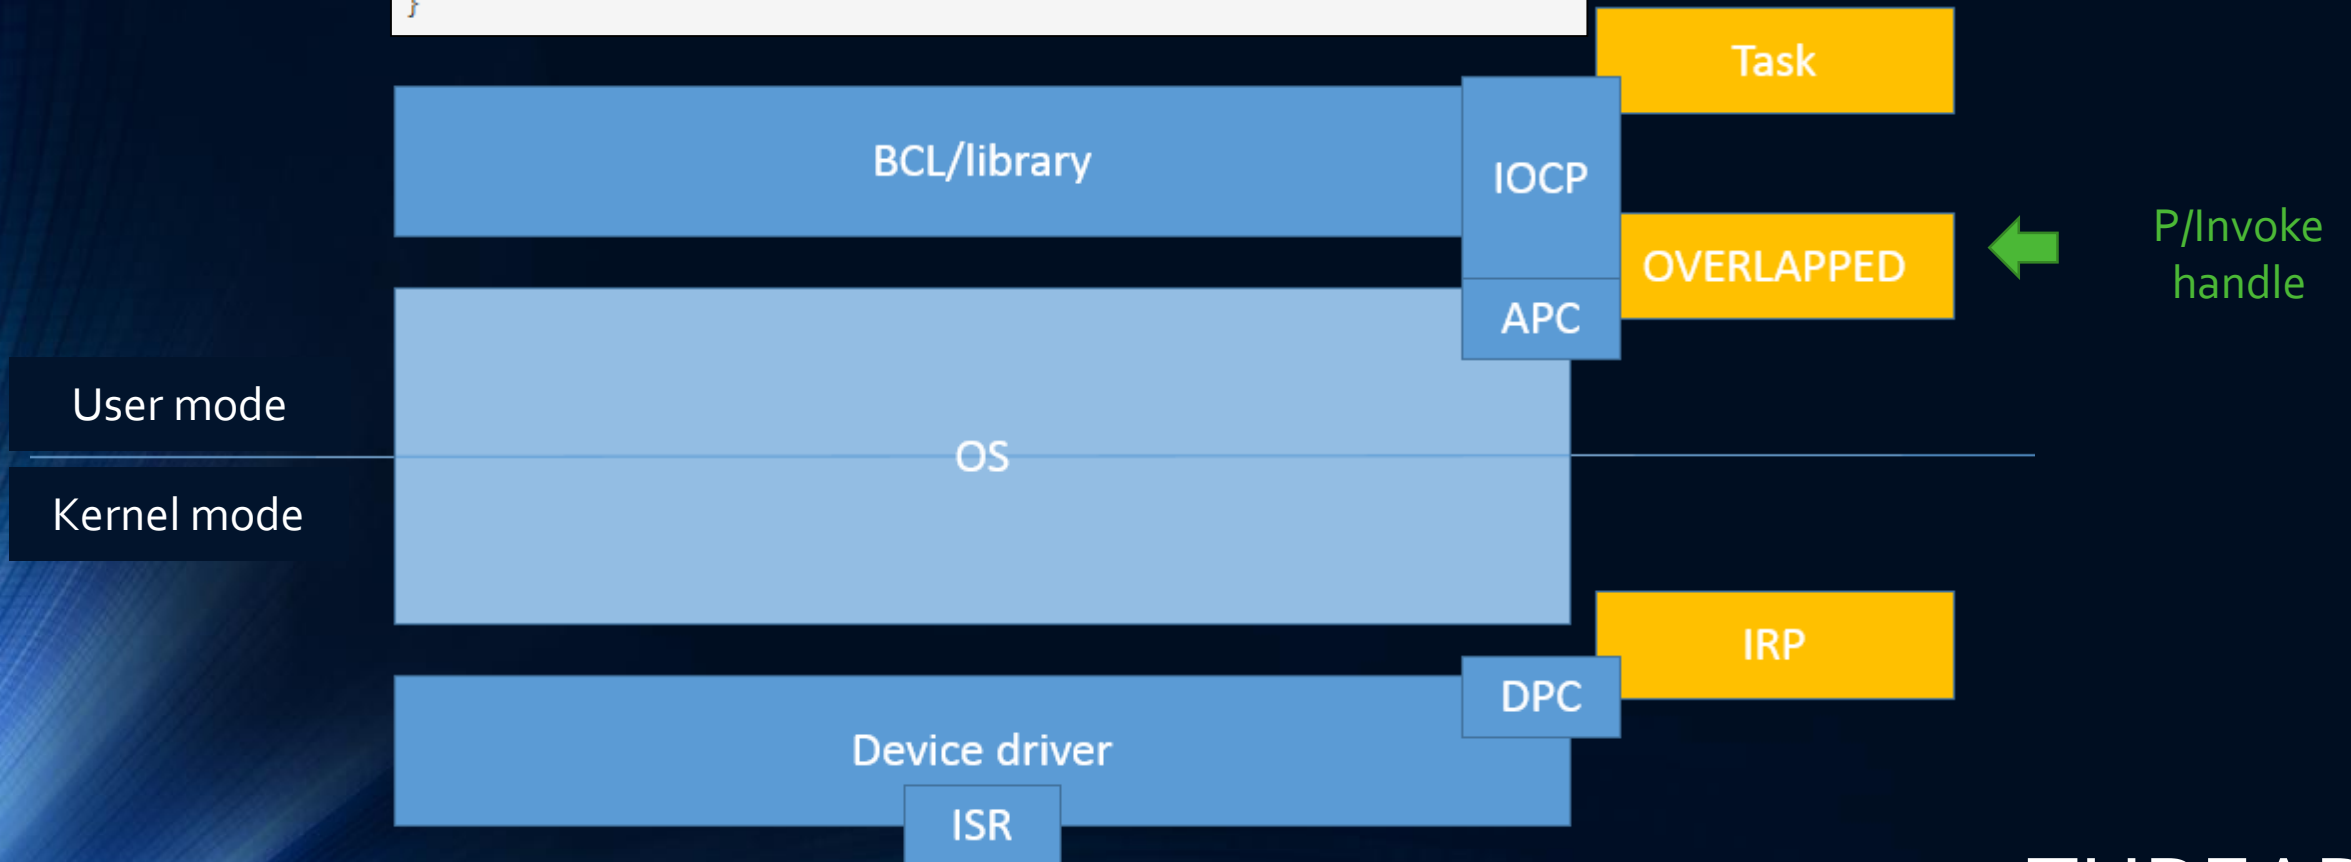 }
Task
BCL/library
IOCP
P/Invoke
handle
OVERLAPPED
APC
User mode
OS
Kernel mode
IRP
DPC
Device driver
ISR